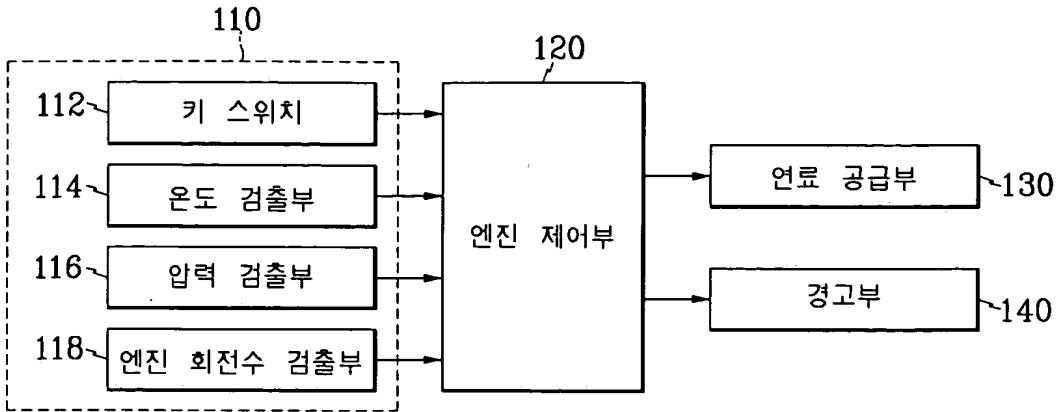 110
120
112
키 스위치
114
온도 검출부
연료 공급부
130
엔진 제어부
116
압력 검출부
경고부
140
118
엔진 회전수 검출부